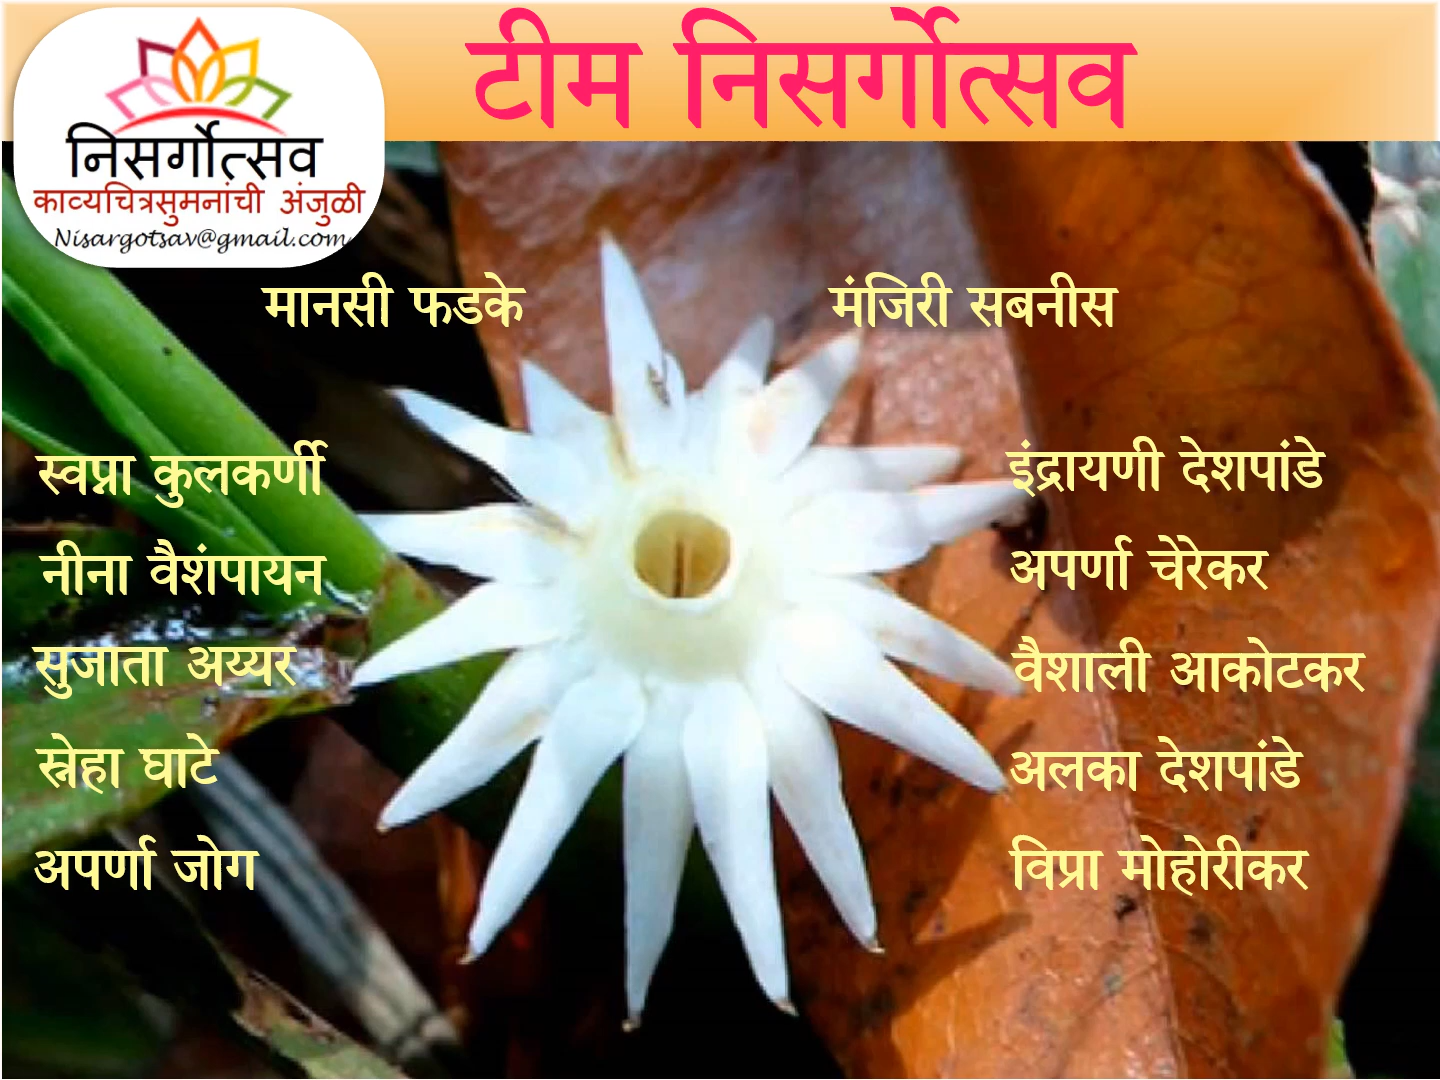 टीम निसर्गोत्सव
निसर्गोत्सव
काव्यचित्रसुमनांची अंजुळी
Nisargotsav@gmail.com
मानसी फडके
मंजिरी सबनीस
स्वप्ना कुलकर्णी
इंद्रायणी देशपांडे
नीना वैशंपायन
अपर्णा चेरेकर
सुजाता अय्यर
वैशाली आकोटकर
स्नेहा घाटे
अलका देशपांडे
अपर्णा जोग
विप्रा मोहोरीकर